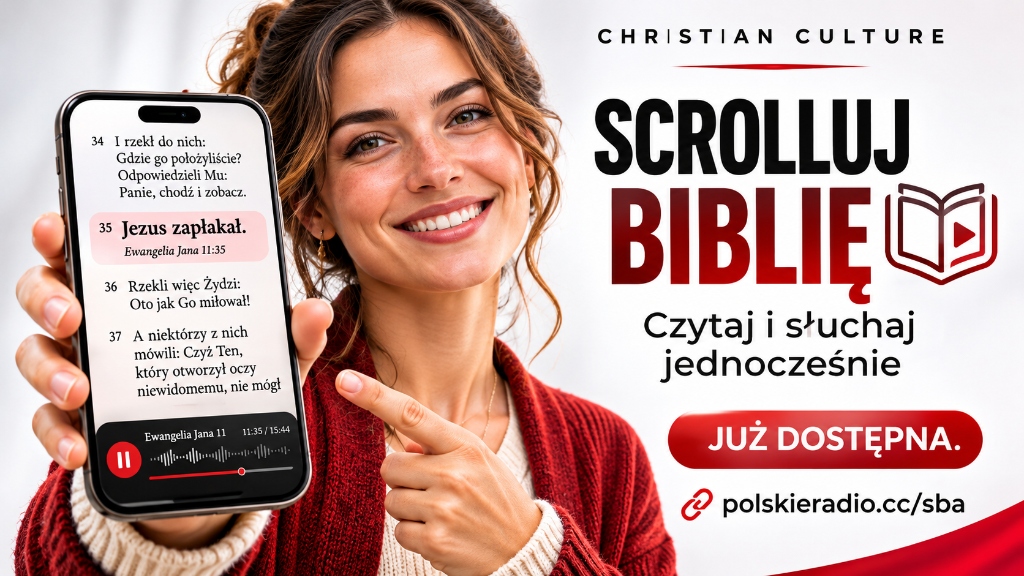 34 I rzekł do nich:
Gdzie go położyliście?
Odpowiedzieli Mu:
Panie, chodź i zobacz.
35 Jezus zapłakał.
Ewangelia Jana 11:35
36 Rzekli więc Żydzi:
Oto jak Go miłował!
37 A niektórzy z nich
mówili: Czyż Ten,
który otworzył oczy
niewidomemu, nie mógł
Ewangelia Jana 11 11:35 / 15:44
CHRISTIAN CULTURE
SCROLLUJ
BIBLIĘ
Czytaj i słuchaj
jednocześnie
JUŻ DOSTĘPNA.
polskieradio.cc/sba